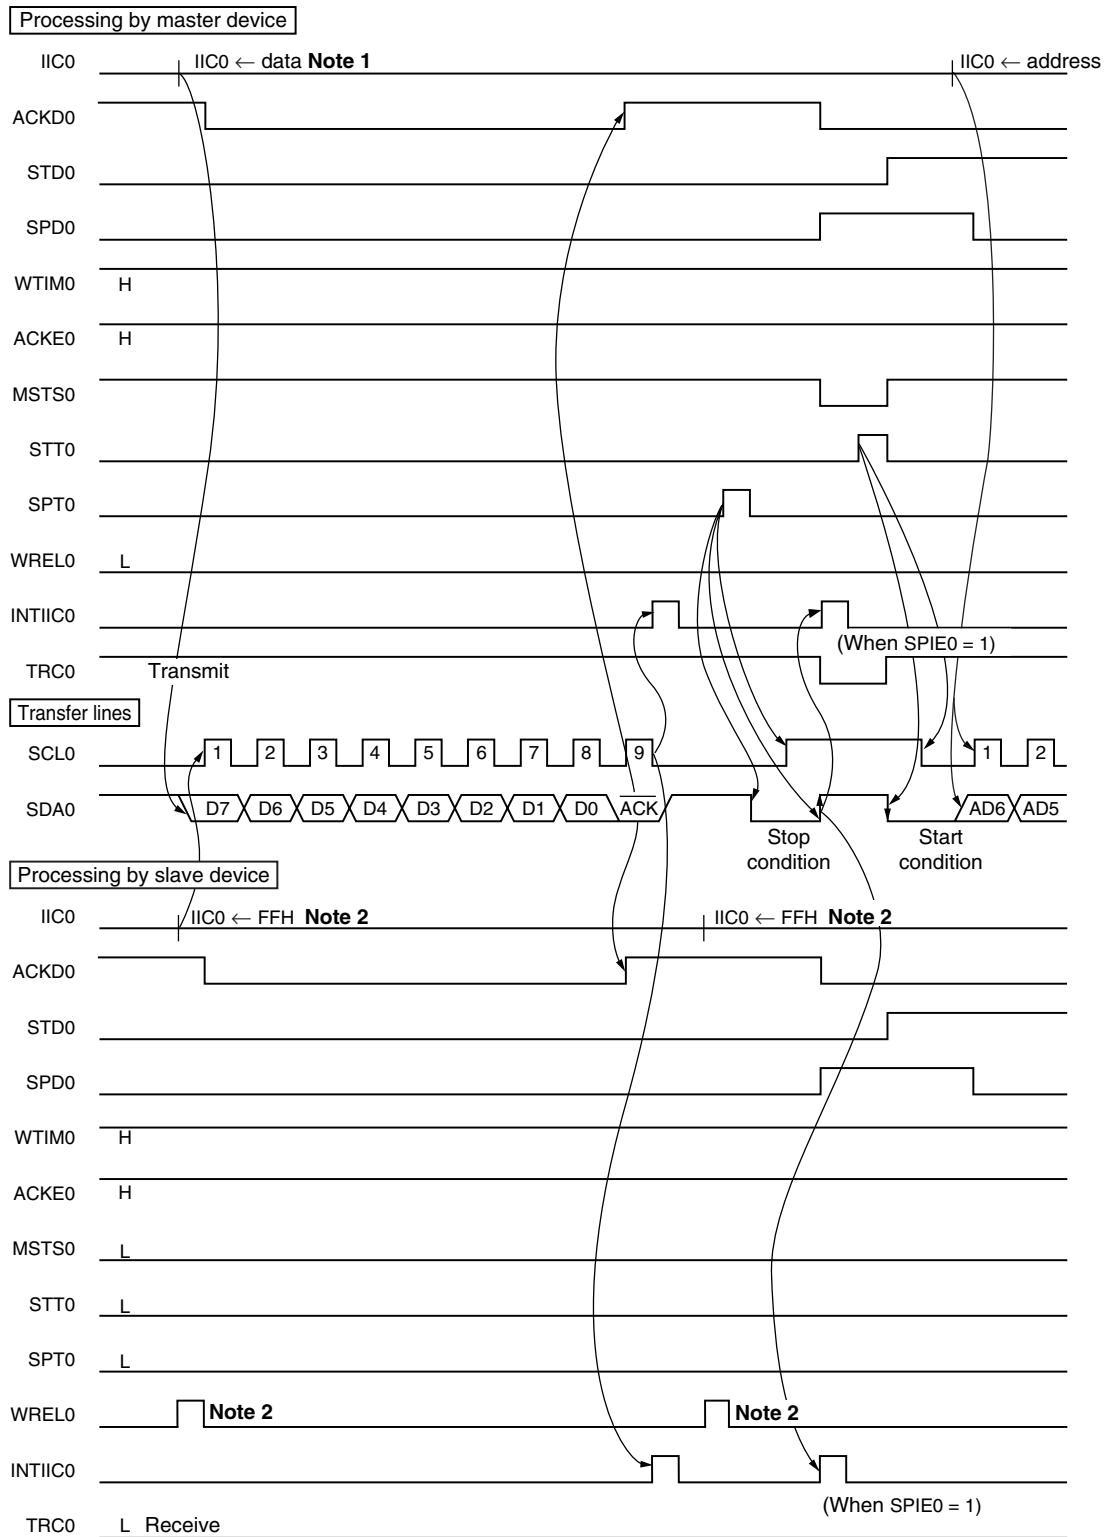 Processing by master device
IIC0 IIC0 ← data Note 1 IIC0 ← address
ACKD0
STD0
SPD0
WTIM0 H
ACKE0 H
MSTS0
STT0
SPT0
WREL0 L
INTIIC0
(When SPIE0 = 1)
TRC0 Transmit
Transfer lines
SCL0 1 2 3 4 5 6 7 8 9 1 2
SDA0 D7 D6 D5 D4 D3 D2 D1 D0 ACK AD6 AD5
Stop Start
condition condition
Processing by slave device
IIC0 IIC0 ← FFH Note 2 IIC0 ← FFH Note 2
ACKD0
STD0
SPD0
WTIM0 H
ACKE0 H
MSTS0 L
STT0 L
SPT0 L
WREL0 Note 2 Note 2
INTIIC0
(When SPIE0 = 1)
TRC0 L Receive